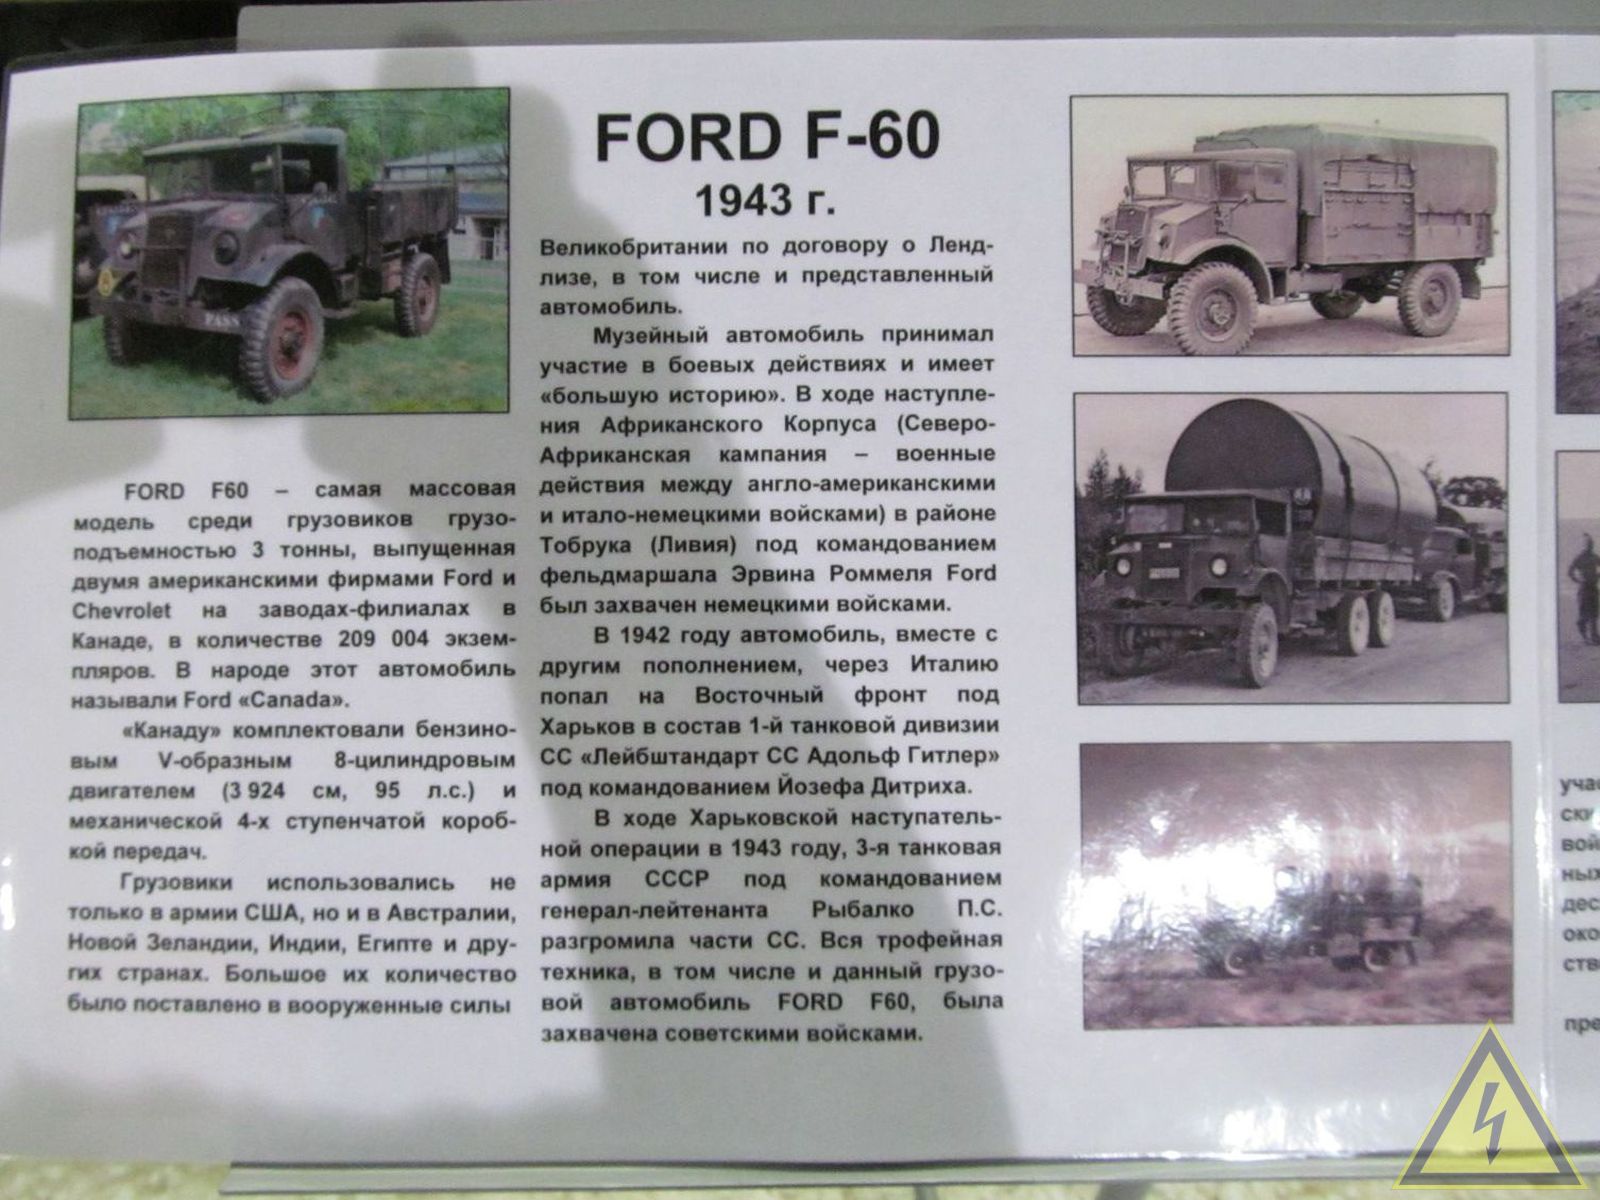 FORD F-60
1943 г.
FORD F60 – самая массовая
модель среди грузовиков грузо-
подъемностью 3 тонны, выпущенная
двумя американскими фирмами Ford и
Chevrolet на заводах-филиалах в
Канаде, в количестве 209 004 экзем-
пляров. В народе этот автомобиль
называли Ford «Canada».
«Канаду» комплектовали бензино-
вым V-образным 8-цилиндровым
двигателем (3 924 см, 95 л.с.) и
механической 4-х ступенчатой короб-
кой передач.
Грузовики использовались не
только в армии США, но и в Австралии,
Новой Зеландии, Индии, Египте и дру-
гих странах. Большое их количество
было поставлено в вооруженные силы
Великобритании по договору о Ленд-
лизе, в том числе и представленный
автомобиль.
Музейный автомобиль принимал
участие в боевых действиях и имеет
«большую историю». В ходе наступле-
ния Африканского Корпуса (Северо-
Африканская кампания – военные
действия между англо-американскими
и итало-немецкими войсками) в районе
Тобрука (Ливия) под командованием
фельдмаршала Эрвина Роммеля Ford
был захвачен немецкими войсками.
В 1942 году автомобиль, вместе с
другим пополнением, через Италию
попал на Восточный фронт под
Харьков в состав 1-й танковой дивизии
СС «Лейбштандарт СС Адольф Гитлер»
под командованием Йозефа Дитриха.
В ходе Харьковской наступатель-
ной операции в 1943 году, 3-я танковая
армия СССР под командованием
генерал-лейтенанта Рыбалко П.С.
разгромила части СС. Вся трофейная
техника, в том числе и данный грузо-
вой автомобиль FORD F60, была
захвачена советскими войсками.